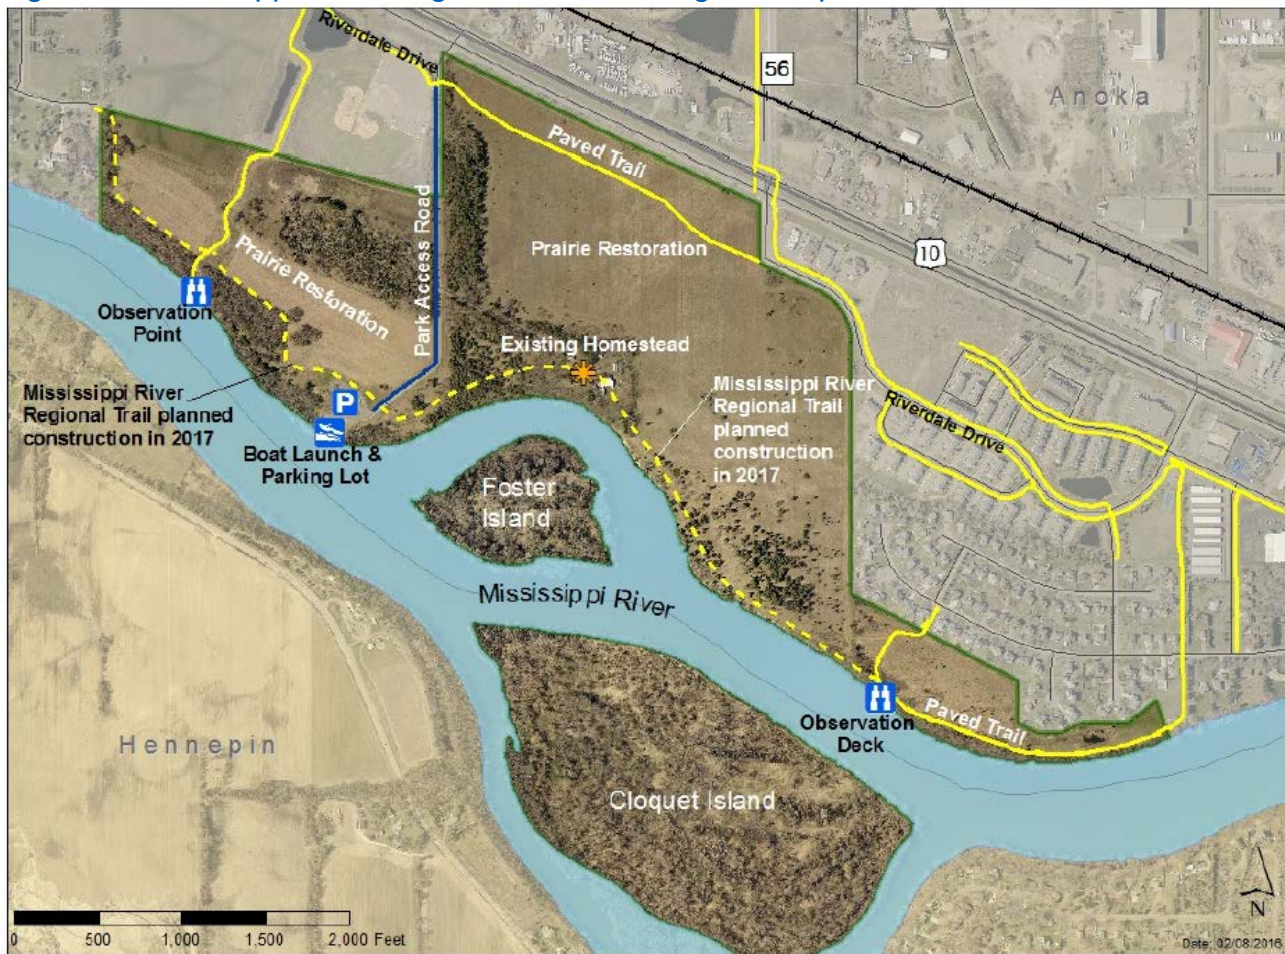 Riverdale Drive
56
Anoka
Paved Trail
10
Park Access Road
Prairie Restoration
Prairie Restoration
Observation
Point
Existing Homestead
Mississippi River
Regional Trail planned
construction in 2017
Mississippi River
Regional Trail
planned
construction
in 2017
Riverdale Drive
P
Boat Launch &
Parking Lot
Foster
Island
Mississippi River
Observation
Deck
Paved Trail
Hennepin
Cloquet Island
0 500 1,000 1,500 2,000 Feet
N
Date: 02/08/2016